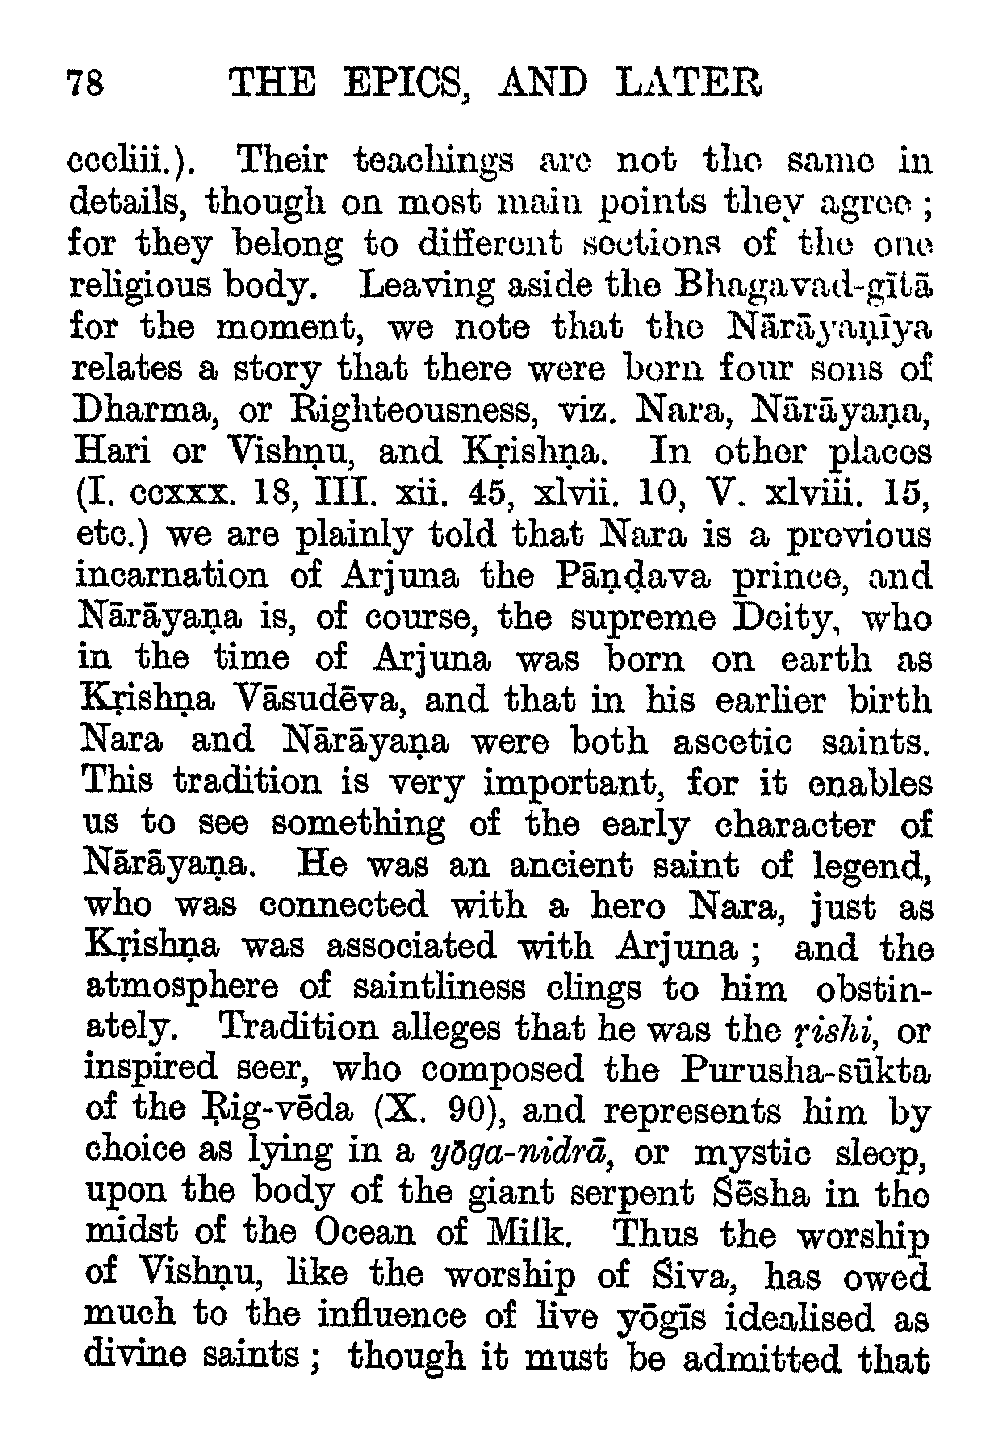 78 THE EPICS, AND LATER
cccliii.). Their teachings are not the same in
details, though on most main points they agree ;
for they belong to different sections of the one
religious body. Leaving aside the Bhagavad-gītā
for the moment, we note that the Nārāyaṇīya
relates a story that there were born four sons of
Dharma, or Righteousness, viz. Nara, Nārāyaṇa,
Hari or Vishṇu, and Kṛishṇa. In other places
(I. ccxxx. 18, III. xii. 45, xlvii. 10, V. xlviii. 15,
etc.) we are plainly told that Nara is a previous
incarnation of Arjuna the Pāṇḍava prince, and
Nārāyaṇa is, of course, the supreme Deity, who
in the time of Arjuna was born on earth as
Kṛishṇa Vāsudēva, and that in his earlier birth
Nara and Nārāyaṇa were both ascetic saints.
This tradition is very important, for it enables
us to see something of the early character of
Nārāyaṇa. He was an ancient saint of legend,
who was connected with a hero Nara, just as
Kṛishṇa was associated with Arjuna ; and the
atmosphere of saintliness clings to him obstin-
ately. Tradition alleges that he was the ṛishi, or
inspired seer, who composed the Purusha-sūkta
of the Ṛig-vēda (X. 90), and represents him by
choice as lying in a yōga-nidrā, or mystic sleep,
upon the body of the giant serpent Śēsha in the
midst of the Ocean of Milk. Thus the worship
of Vishṇu, like the worship of Śiva, has owed
much to the influence of live yōgīs idealised as
divine saints ; though it must be admitted that